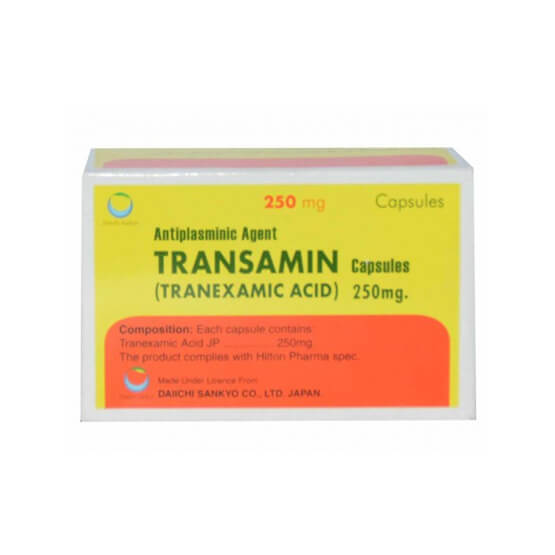 250 mg Capsules
Antiplasminic Agent
TRANSAMIN Capsules
(TRANEXAMIC ACID) 250mg.
Composition: Each capsule contains:
Tranexamic Acid JP ............... 250mg
The product complies with Hilton Pharma spec.
Made Under Licence From
DAIICHI SANKYO CO., LTD. JAPAN.